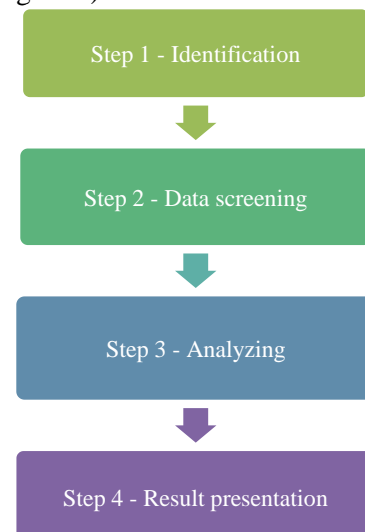 Step 1 - Identification
Step 2 - Data screening
Step 3 - Analyzing
Step 4 - Result presentation